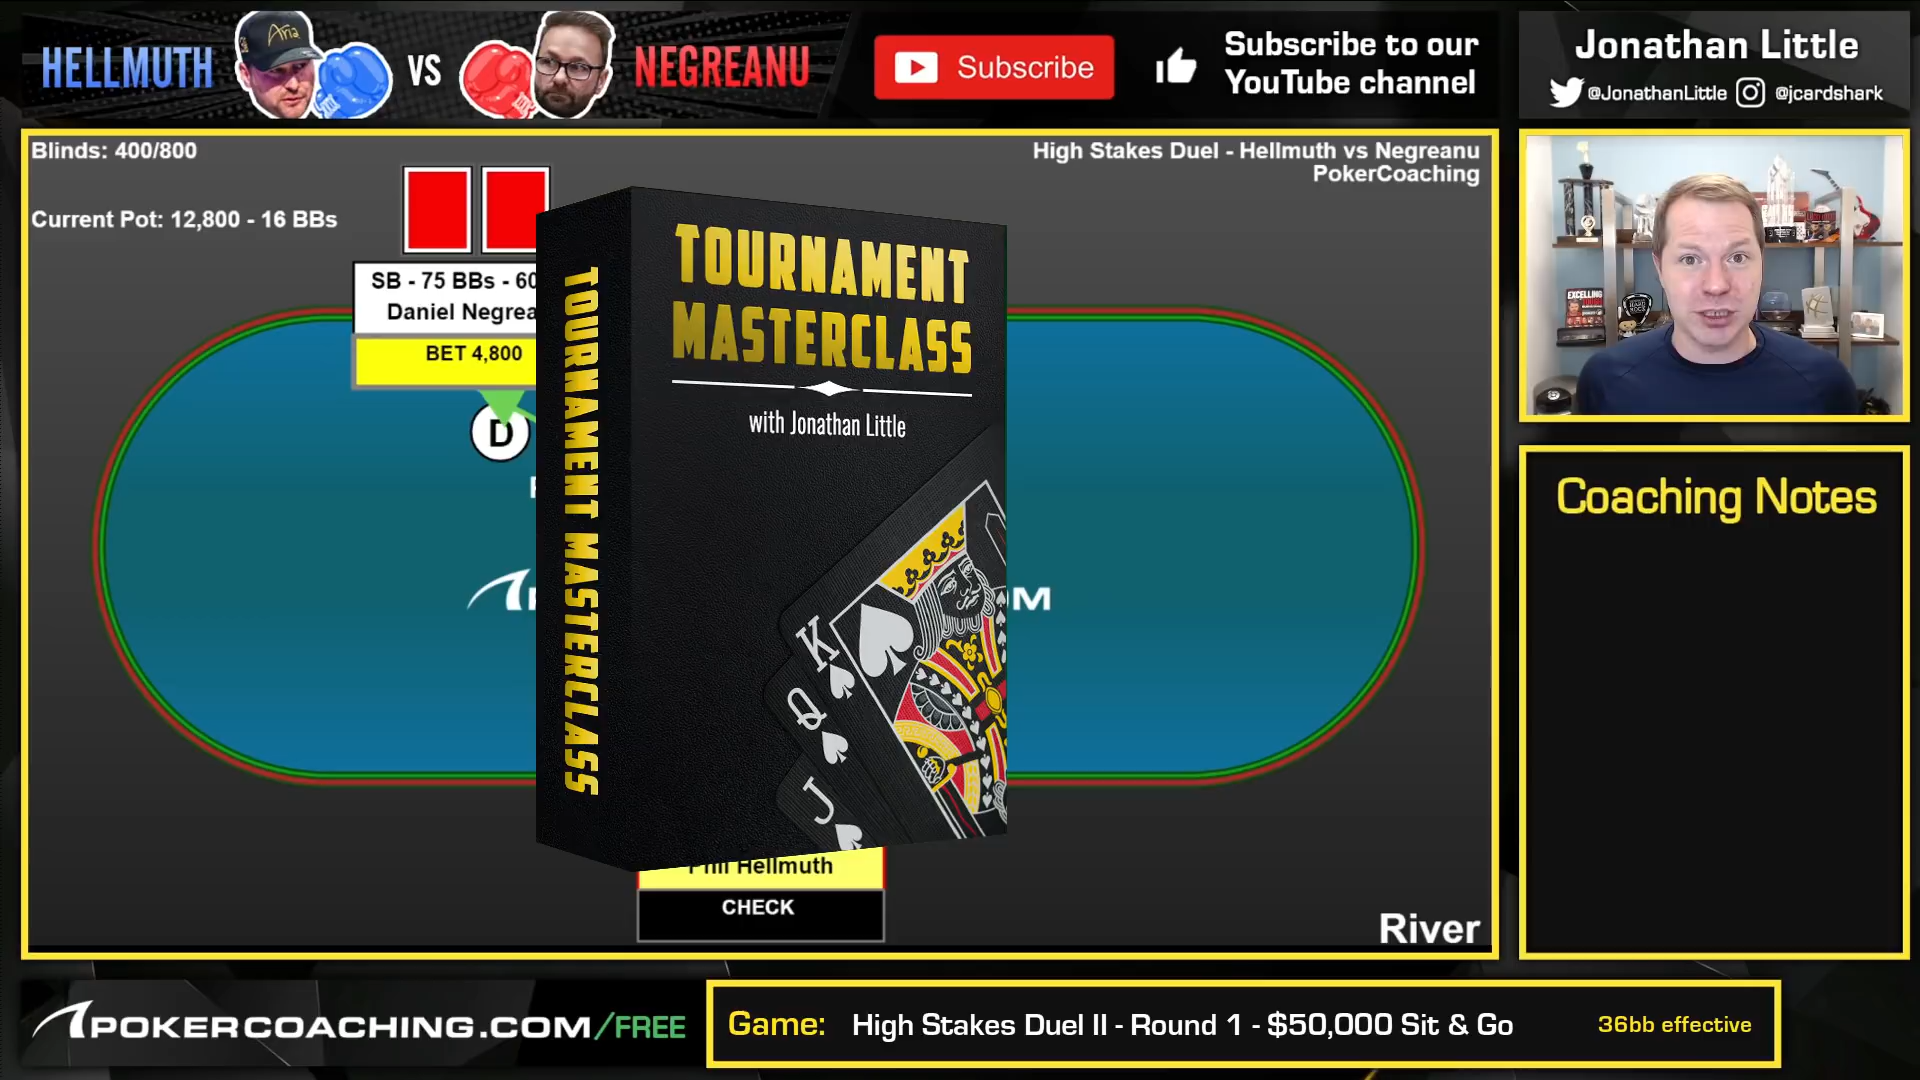 HELLMUTH VS NEGREANU
Subscribe
Subscribe to our
YouTube channel
Jonathan Little
@JonathanLittle @jcardshark
Blinds: 400/800
Current Pot: 12,800 - 16 BBs
High Stakes Duel - Hellmuth vs Negreanu
PokerCoaching
SB - 75 BBs - 60
Daniel Negrea
BET 4,800
D
TOURNAMENT
MASTERCLASS
with Jonathan Little
TOURNAMENT MASTERCLASS
K
Q
J
OM
Phil Hellmuth
CHECK
River
EXCELLING
Coaching Notes
POKERCOACHING.COM/FREE
Game: High Stakes Duel II - Round 1 - $50,000 Sit & Go 36bb effective